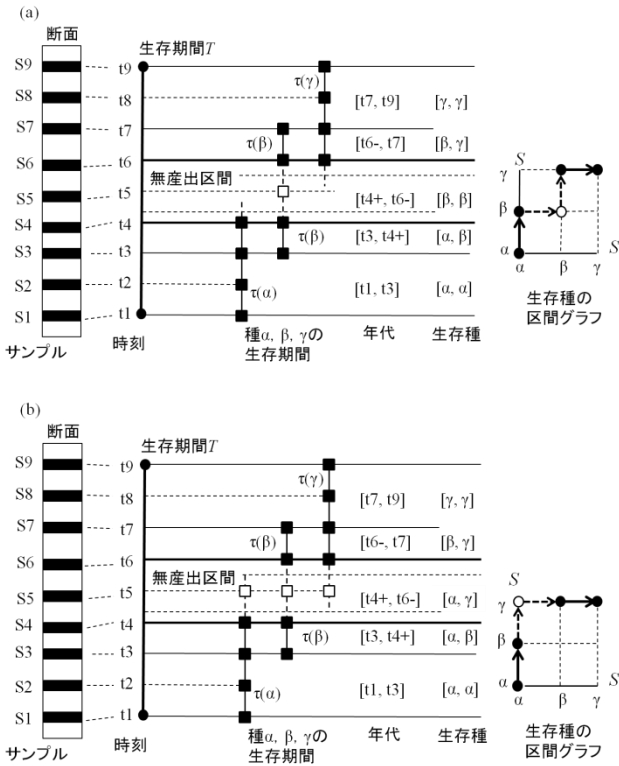 (a)
断面
生存期間T
S9 t9
τ(γ)
S8 t8 [t7, t9] [γ, γ]
S7 t7
τ(β) [t6-, t7] [β, γ]
S6 t6
無産出区間
S5 t5
[t4+, t6-] [β, β]
S4 t4
τ(β) [t3, t4+] [α, β]
S3 t3
S2 t2
τ(α) [t1, t3] [α, α]
S1 t1
サンプル 時刻 種α, β, γの
生存期間 年代 生存種
γ S
β
α S
α β γ
生存種の
区間グラフ
(b)
断面
生存期間T
S9 t9
τ(γ)
S8 t8 [t7, t9] [γ, γ]
S7 t7
τ(β) [t6-, t7] [β, γ]
S6 t6
無産出区間
S5 t5 [t4+, t6-] [α, γ]
S4 t4
τ(β) [t3, t4+] [α, β]
S3 t3
S2 t2
τ(α) [t1, t3] [α, α]
S1 t1
サンプル 時刻 種α, β, γの
生存期間 年代 生存種
S
γ
β S
α
α β γ
生存種の
区間グラフ